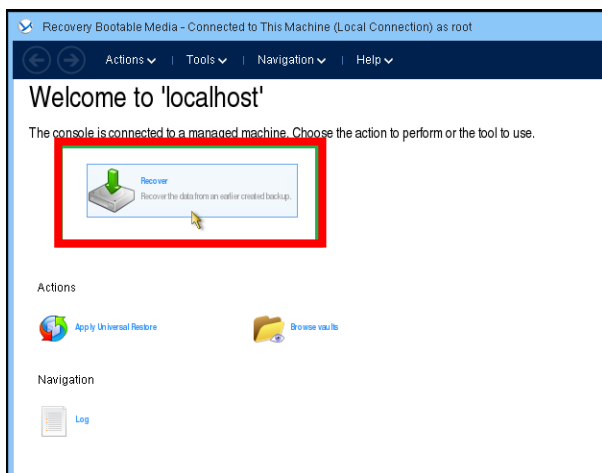 Recovery Bootable Media - Connected to This Machine (Local Connection) as root
Actions | Tools | Navigation | Help
Welcome to 'localhost'
The console is connected to a managed machine. Choose the action to perform or the tool to use.
Recover
Recover the data from an earlier created backup.
Actions
Apply Universal Restore
Browse vaults
Navigation
Log